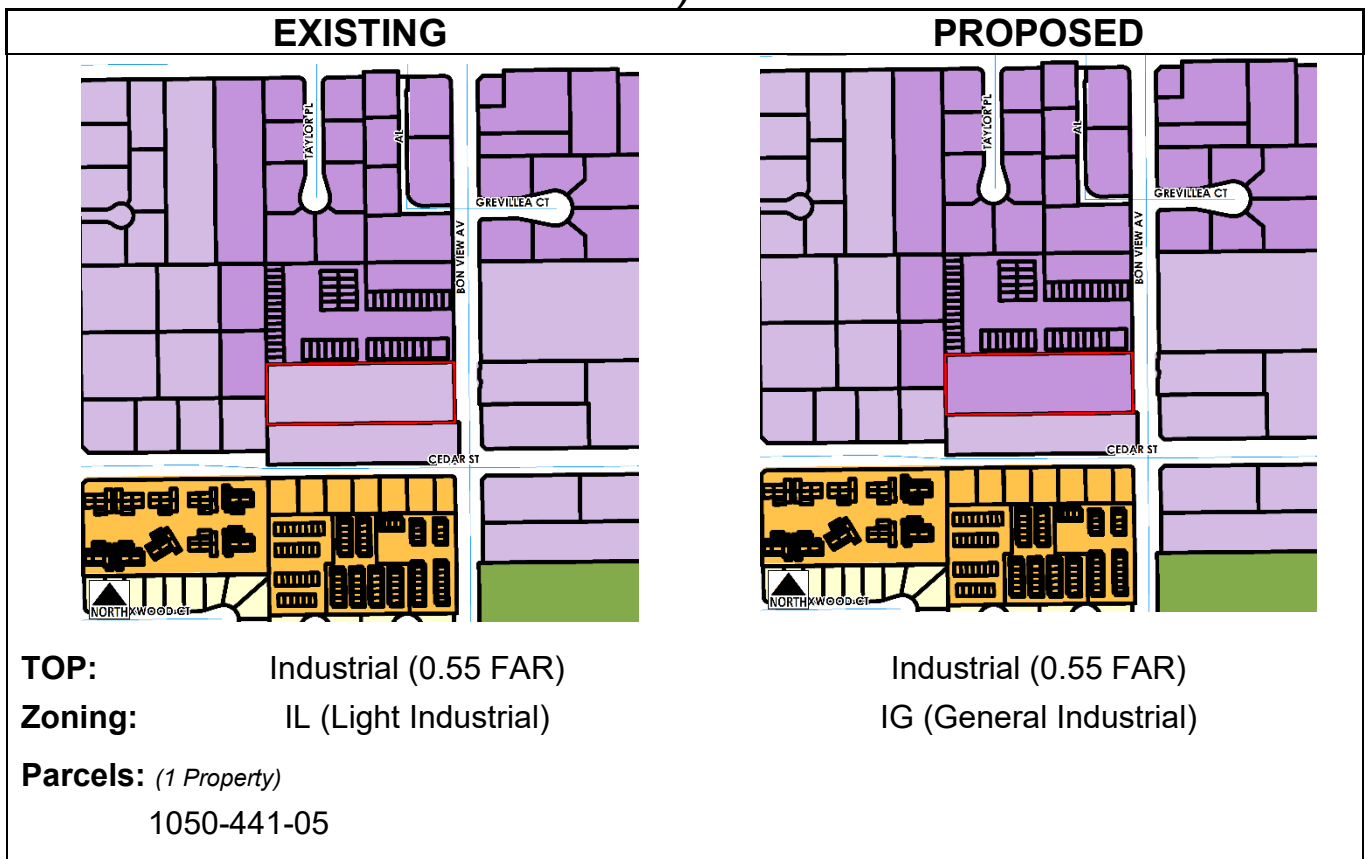 EXISTING PROPOSED
TAYLOR PL
AL
GREVILLEA CT
BON VIEW AV
CEDAR ST
NORTH
XWOOD CT
TAYLOR PL
AL
GREVILLEA CT
BON VIEW AV
CEDAR ST
NORTH
XWOOD CT
TOP: Industrial (0.55 FAR) Industrial (0.55 FAR)
Zoning: IL (Light Industrial) IG (General Industrial)
Parcels: (1 Property)
1050-441-05